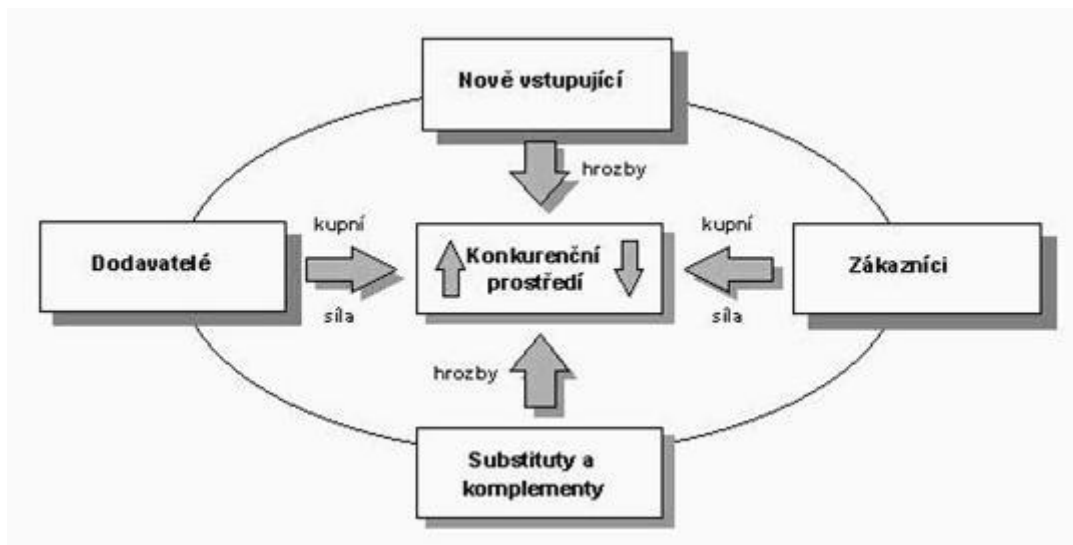 Nově vstupující
hrozby
kupní
Dodavatelé
síla
Konkurenční
prostředí
kupní
Zákazníci
síla
hrozby
Substituty a
komplementy